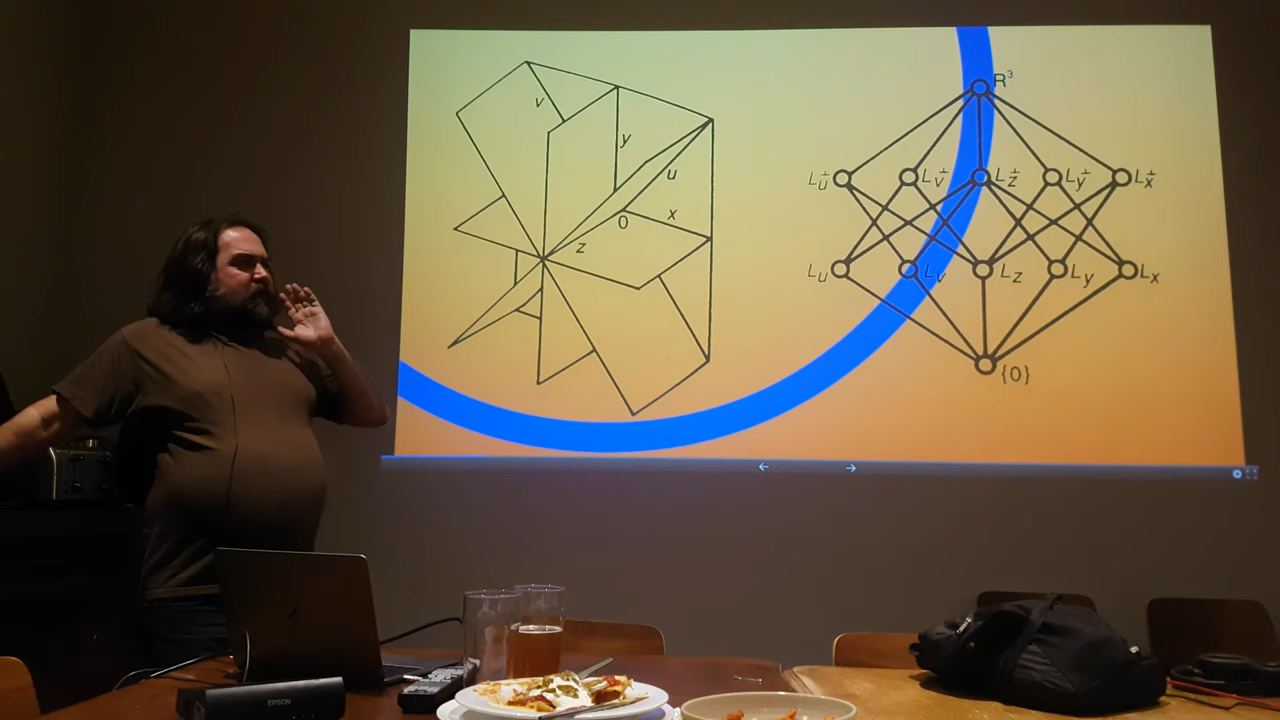 v
y
u
x
0
z
R³
L_u^⊥ L_v^⊥ L_z^⊥ L_y^⊥ L_x^⊥
L_u L_v L_z L_y L_x
{0}
EPSON